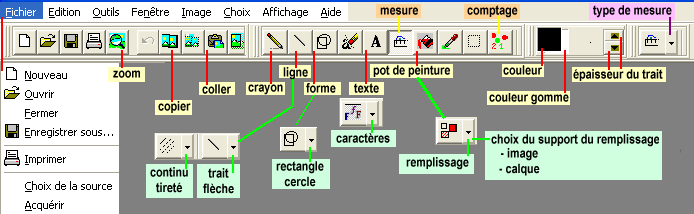 Fichier Edition Outils Fenêtre Image Choix Affichage Aide
mesure
comptage
type de mesure
A
zoom
copier
coller
crayon
ligne
forme
texte
pot de peinture
couleur
couleur gomme
épaisseur du trait
Nouveau
Ouvrir
Fermer
Enregistrer sous...
Imprimer
Choix de la source
Acquérir
continu
tireté
trait
flèche
rectangle
cercle
F f F
caractères
remplissage
choix du support du remplissage
- image
- calque